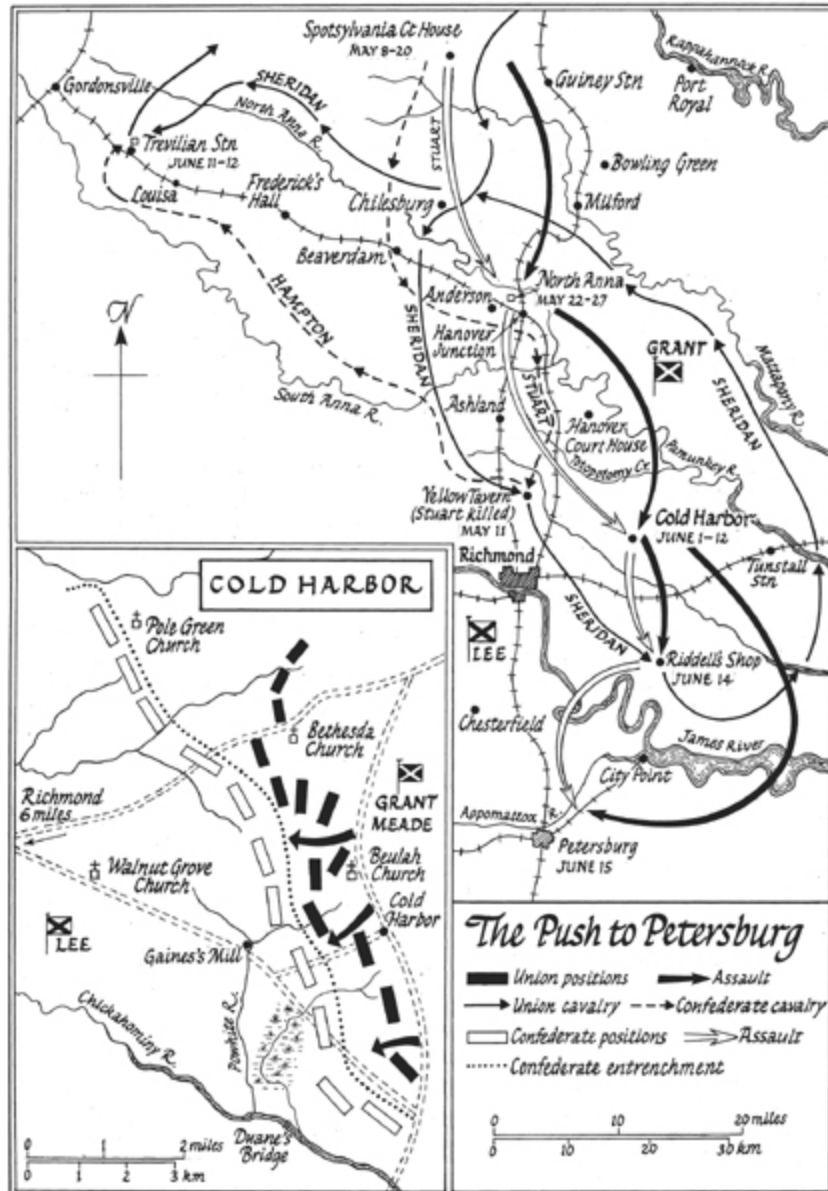 Spotsylvania Ct House
MAY 8-20
Rappahannock R.
Gordonsville
SHERIDAN
Guiney Stn
Port
Royal
North Anna R.
STUART
Trevilian Stn
JUNE 11-12
Bowling Green
Louisa
Frederick's
Hall
Chilesburg
Milford
Beaverdam
North Anna
MAY 22-27
Anderson
N
HAMPTON
Hanover
Junction
SHERIDAN
GRANT
Mattapony R.
STUART
South Anna R.
Ashland
Hanover
Court House
SHERIDAN
Totopotomy Cr.
Pamunkey R.
Yellow Tavern
(Stuart killed)
MAY 11
Cold Harbor
JUNE 1-12
Richmond
Tunstall
Stn
SHERIDAN
LEE
Riddell's Shop
JUNE 14
Chesterfield
James River
City Point
Appomattox R.
Petersburg
JUNE 15
COLD HARBOR
Pole Green
Church
Bethesda
Church
Richmond
6 miles
GRANT
MEADE
Walnut Grove
Church
Beulah
Church
Cold
Harbor
LEE
Gaines's Mill
Chickahominy R.
Powhite R.
Duane's
Bridge
0 1 2 miles
0 1 2 3 km
The Push to Petersburg
Union positions
Assault
Union cavalry
Confederate cavalry
Confederate positions
Assault
Confederate entrenchment
0 10 20 miles
0 10 20 30 km